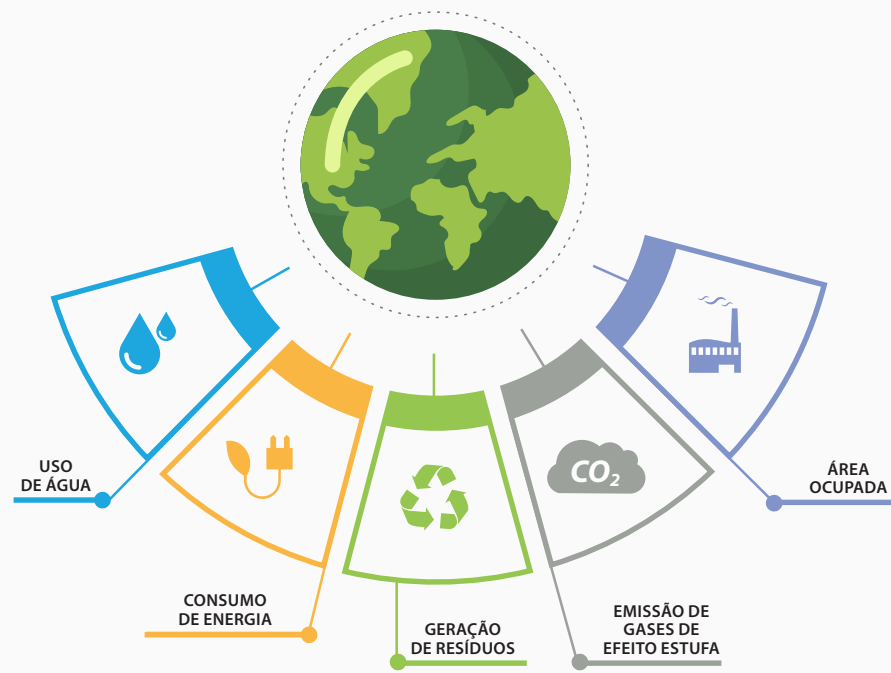 USO
DE ÁGUA
CONSUMO
DE ENERGIA
GERAÇÃO
DE RESÍDUOS
CO₂
EMISSÃO DE
GASES DE
EFEITO ESTUFA
ÁREA
OCUPADA